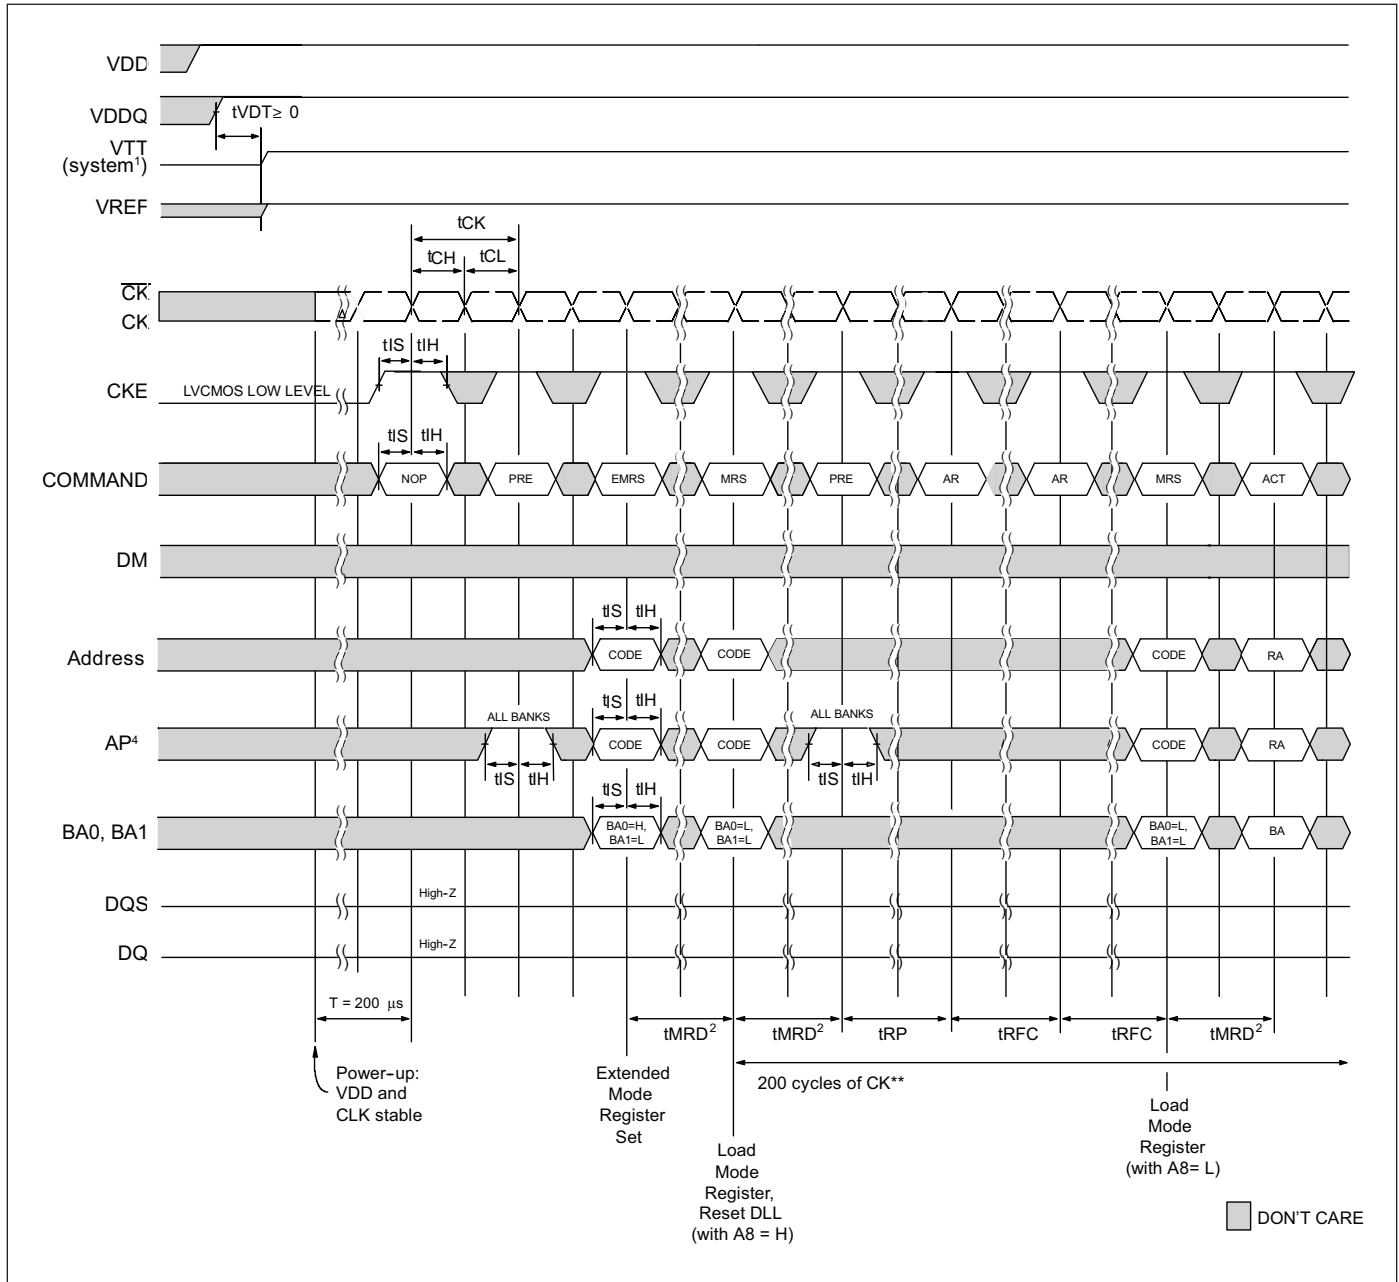 VDD
VDDQ
tVDT≥ 0
VTT
(system¹)
VREF
tCK
tCH
tCL
CK
CK
tIS
tIH
CKE
LVCMOS LOW LEVEL
tIS
tIH
COMMAND
NOP
PRE
EMRS
MRS
PRE
AR
AR
MRS
ACT
DM
tIS
tIH
Address
CODE
CODE
CODE
RA
tIS
tIH
ALL BANKS
ALL BANKS
AP⁴
CODE
CODE
CODE
RA
tIS
tIH
tIS
tIH
tIS
tIH
BA0, BA1
BA0=H,
BA1=L
BA0=L,
BA1=L
BA0=L,
BA1=L
BA
DQS
High-Z
DQ
High-Z
T = 200 µs
tMRD²
tMRD²
tRP
tRFC
tRFC
tMRD²
Power-up:
VDD and
CLK stable
Extended
Mode
Register
Set
200 cycles of CK**
Load
Mode
Register,
Reset DLL
(with A8 = H)
Load
Mode
Register
(with A8= L)
DON'T CARE